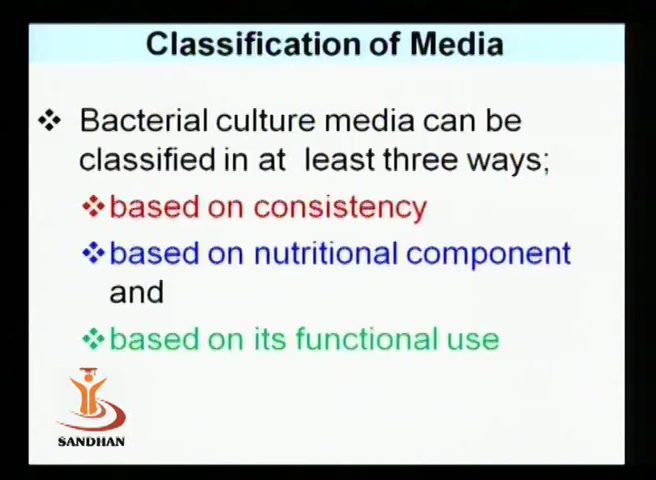 Classification of Media
Bacterial culture media can be
classified in at least three ways;
based on consistency
based on nutritional component
and
based on its functional use
SANDHAN